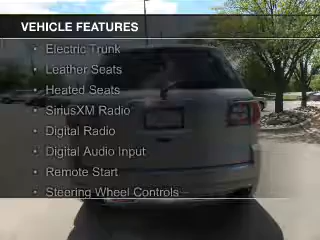 VEHICLE FEATURES
• Electric Trunk
• Leather Seats
• Heated Seats
• SiriusXM Radio
• Digital Radio
• Digital Audio Input
• Remote Start
• Steering Wheel Controls